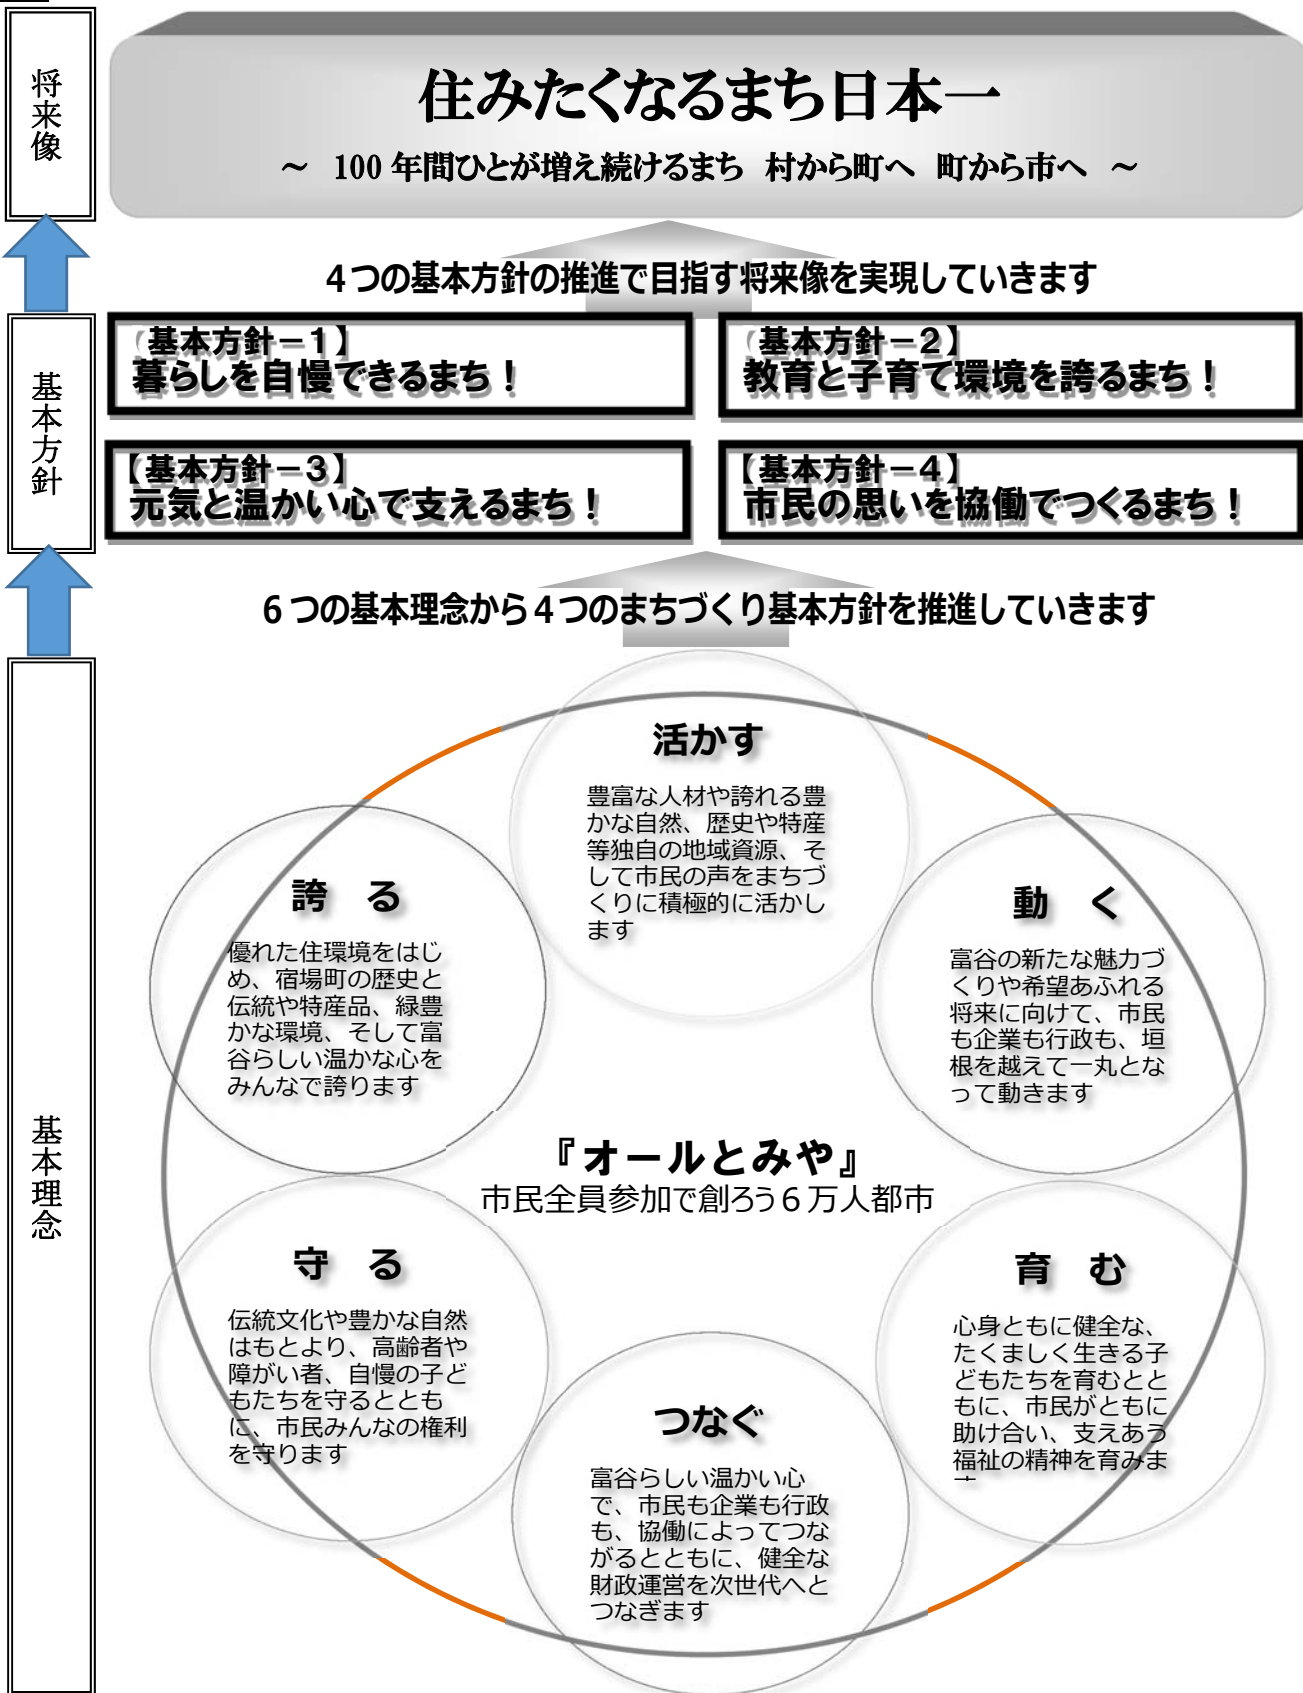 将来像
住みたくなるまち日本一
～ 100 年間ひとが増え続けるまち 村から町へ 町から市へ ～
4つの基本方針の推進で目指す将来像を実現していきます
基本方針
【基本方針－1】
暮らしを自慢できるまち！
【基本方針－2】
教育と子育て環境を誇るまち！
【基本方針－3】
元気と温かい心で支えるまち！
【基本方針－4】
市民の思いを協働でつくるまち！
6つの基本理念から4つのまちづくり基本方針を推進していきます
基本理念
活かす
豊富な人材や誇れる豊
かな自然、歴史や特産
等独自の地域資源、そ
して市民の声をまちづ
くりに積極的に活かし
ます
誇 る
優れた住環境をはじ
め、宿場町の歴史と
伝統や特産品、緑豊
かな環境、そして富
谷らしい温かな心を
みんなで誇ります
動 く
富谷の新たな魅力づ
くりや希望あふれる
将来に向けて、市民
も企業も行政も、垣
根を越えて一丸とな
って動きます
『オールとみや』
市民全員参加で創ろう6万人都市
守 る
伝統文化や豊かな自然
はもとより、高齢者や
障がい者、自慢の子ど
もたちを守るととも
に、市民みんなの権利
を守ります
育 む
心身ともに健全な、
たくましく生きる子
どもたちを育むとと
もに、市民がともに
助け合い、支えあう
福祉の精神を育みま
つなぐ
富谷らしい温かい心
で、市民も企業も行政
も、協働によってつな
がるとともに、健全な
財政運営を次世代へと
つなぎます